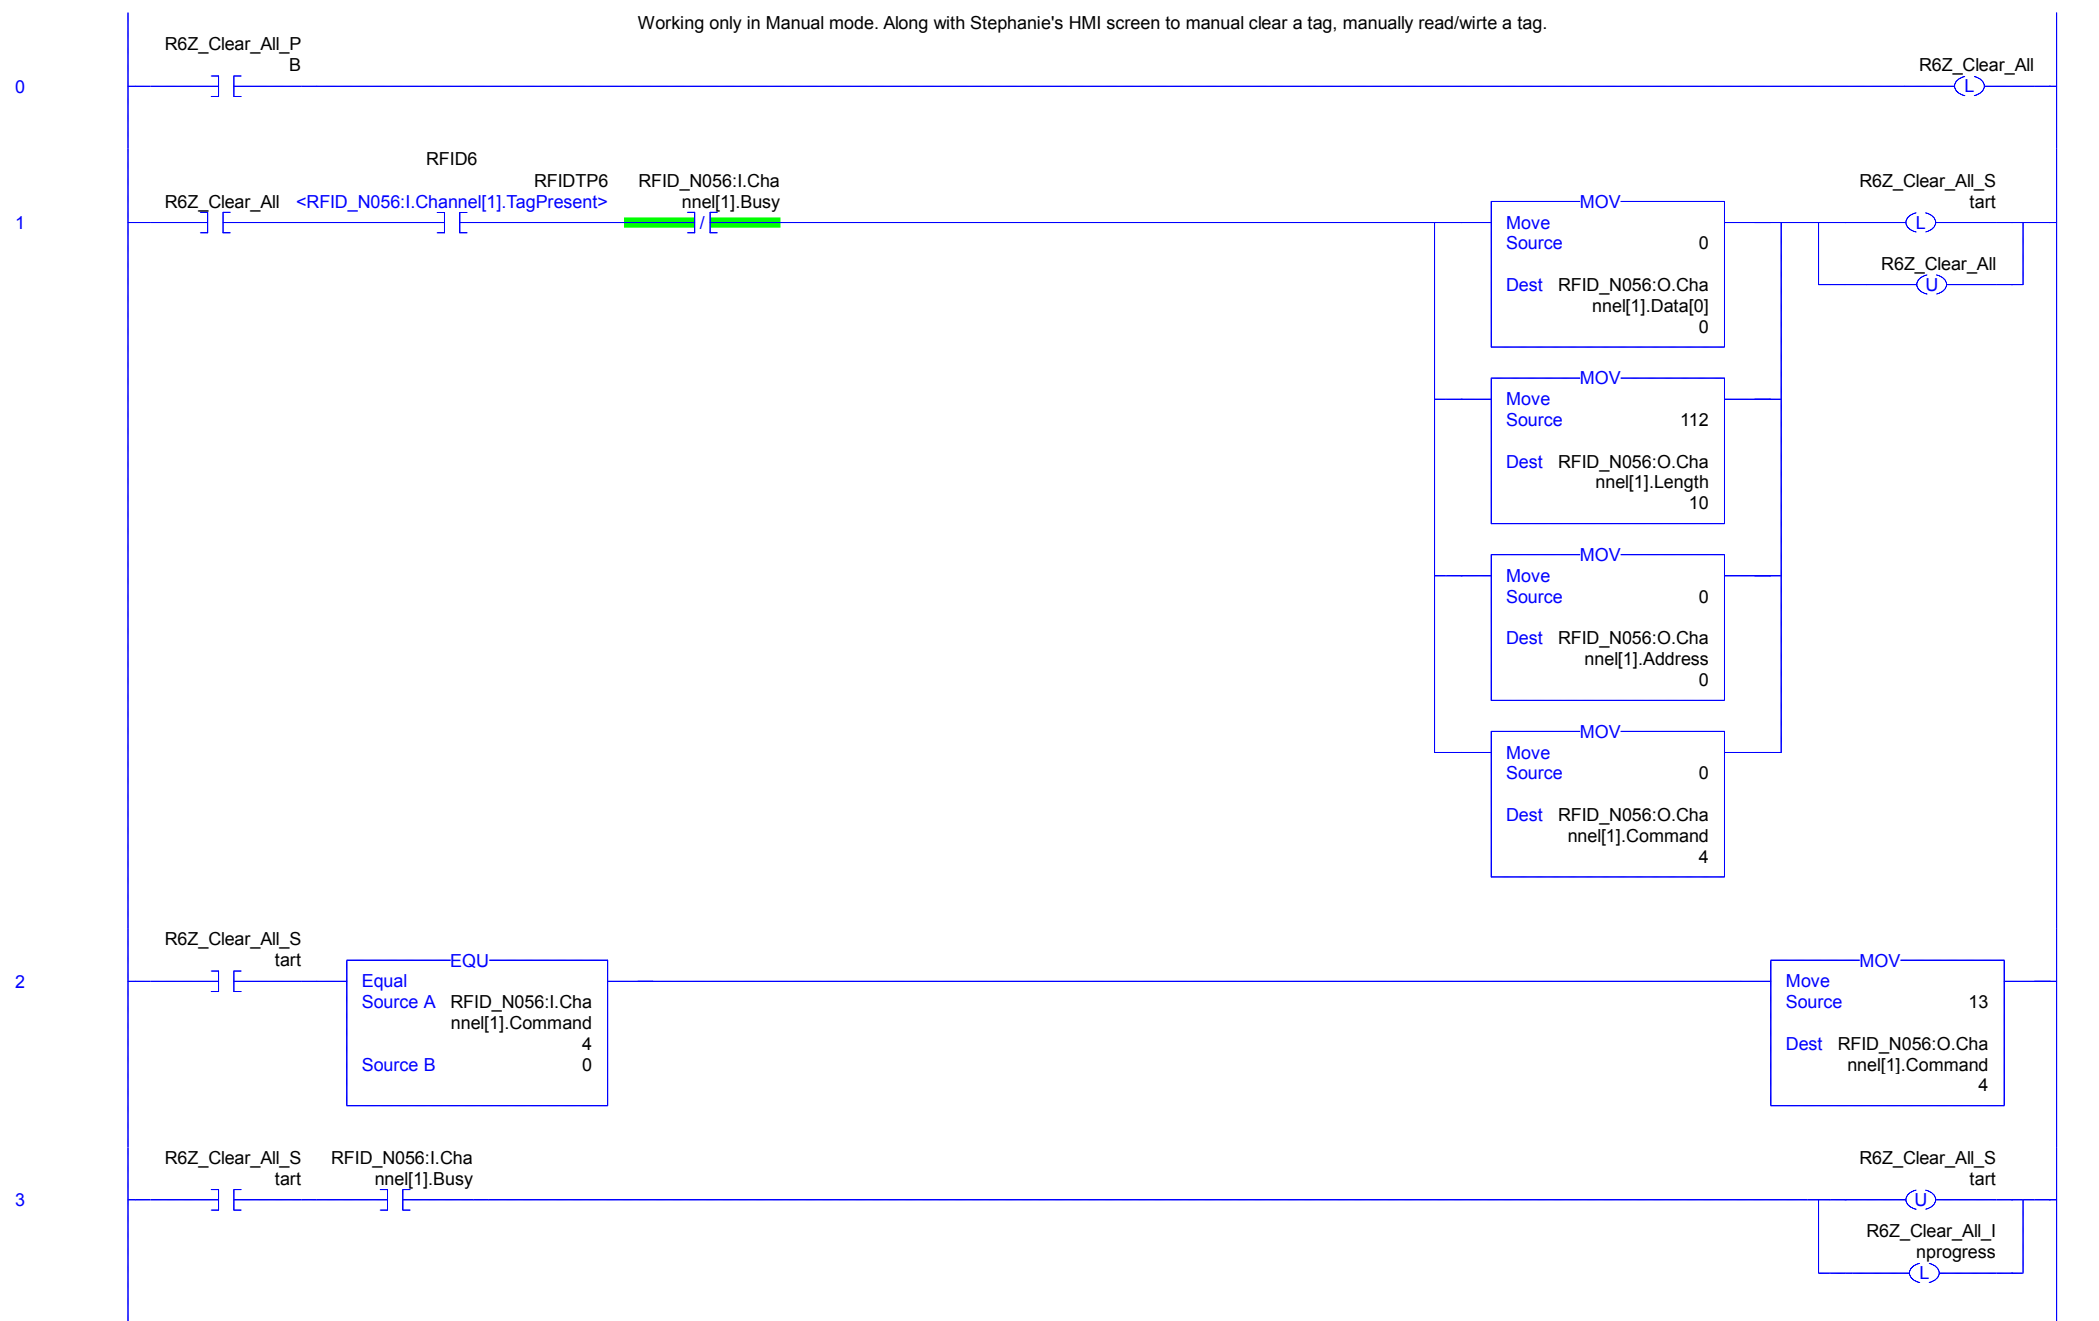 Working only in Manual mode. Along with Stephanie's HMI screen to manual clear a tag, manually read/wirte a tag.
R6Z_Clear_All_P
B
R6Z_Clear_All
0
L
RFID6
RFIDTP6
RFID_N056:I.Cha
R6Z_Clear_All
<RFID_N056:I.Channel[1].TagPresent>
nnel[1].Busy
1
/
MOV
Move
Source 0
Dest RFID_N056:O.Cha
nnel[1].Data[0]
0
R6Z_Clear_All_S
tart
L
R6Z_Clear_All
U
MOV
Move
Source 112
Dest RFID_N056:O.Cha
nnel[1].Length
10
MOV
Move
Source 0
Dest RFID_N056:O.Cha
nnel[1].Address
0
MOV
Move
Source 0
Dest RFID_N056:O.Cha
nnel[1].Command
4
R6Z_Clear_All_S
tart
2
EQU
Equal
Source A RFID_N056:I.Cha
nnel[1].Command
4
Source B 0
MOV
Move
Source 13
Dest RFID_N056:O.Cha
nnel[1].Command
4
R6Z_Clear_All_S
tart
RFID_N056:I.Cha
nnel[1].Busy
3
R6Z_Clear_All_S
tart
U
R6Z_Clear_All_I
nprogress
L